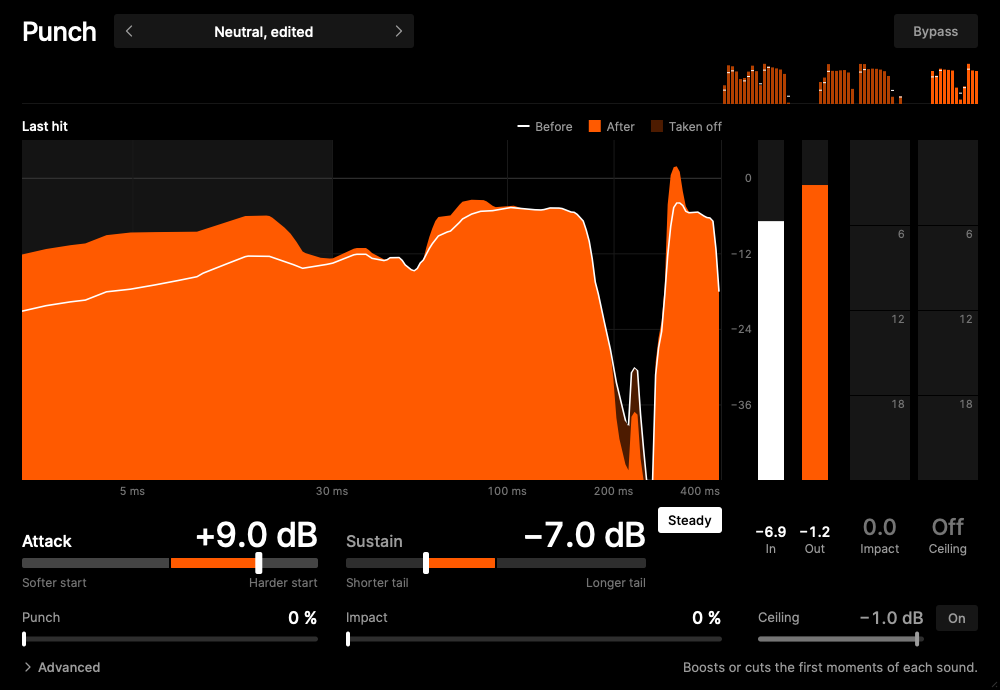 Punch
Neutral, edited
Bypass
Last hit
Before
After
Taken off
0
−12
−24
−36
6
12
18
6
12
18
5 ms
30 ms
100 ms
200 ms
400 ms
Attack
+9.0 dB
Softer start
Harder start
Sustain
−7.0 dB
Shorter tail
Longer tail
Steady
−6.9
In
−1.2
Out
0.0
Impact
Off
Ceiling
Punch
0 %
Impact
0 %
Ceiling
−1.0 dB
On
Advanced
Boosts or cuts the first moments of each sound.